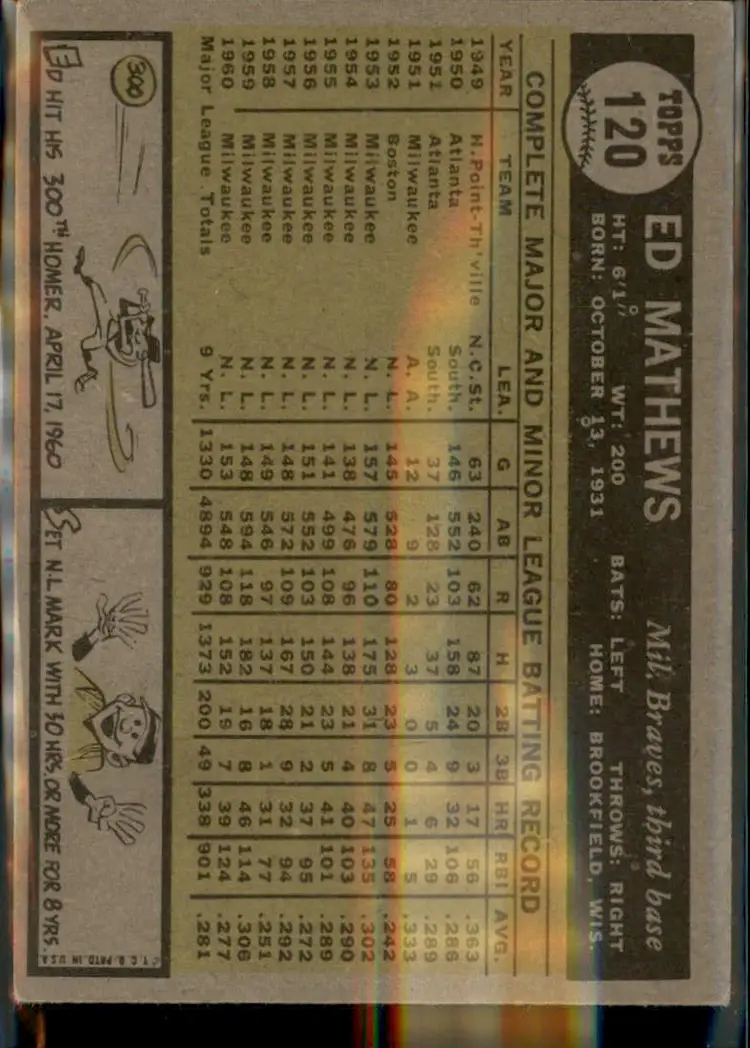 TOPPS
120
ED MATHEWS Mil. Braves, third base
HT: 6'1" WT: 200 BATS: LEFT THROWS: RIGHT
BORN: OCTOBER 13, 1931 HOME: BROOKFIELD, WIS.
COMPLETE MAJOR AND MINOR LEAGUE BATTING RECORD
YEAR TEAM LEA. G AB R H 2B 3B HR RBI AVG.
1949 H.Point-Th'ville N.C.St. 63 240 62 87 20 3 17 56 .363
1950 Atlanta South. 146 552 103 158 24 9 32 106 .286
1951 Atlanta South. 37 128 23 37 5 4 6 29 .289
1951 Milwaukee A. A. 12 9 2 3 0 0 1 5 .333
1952 Boston N. L. 145 528 80 128 23 5 25 58 .242
1953 Milwaukee N. L. 157 579 110 175 31 8 47 135 .302
1954 Milwaukee N. L. 138 476 96 138 21 4 40 103 .290
1955 Milwaukee N. L. 141 499 108 144 23 5 41 101 .289
1956 Milwaukee N. L. 151 552 103 150 21 2 37 95 .272
1957 Milwaukee N. L. 148 572 109 167 28 9 32 94 .292
1958 Milwaukee N. L. 149 546 97 137 18 1 31 77 .251
1959 Milwaukee N. L. 148 594 118 182 16 8 46 114 .306
1960 Milwaukee N. L. 153 548 108 152 19 7 39 124 .277
Major League Totals 9 Yrs. 1330 4894 929 1373 200 49 338 901 .281
300
ED HIT HIS 300TH HOMER, APRIL 17, 1960
SET N-L MARK WITH 30 HRS. OR MORE FOR 8 YRS.
© T.C.G. PRTD. IN U.S.A.